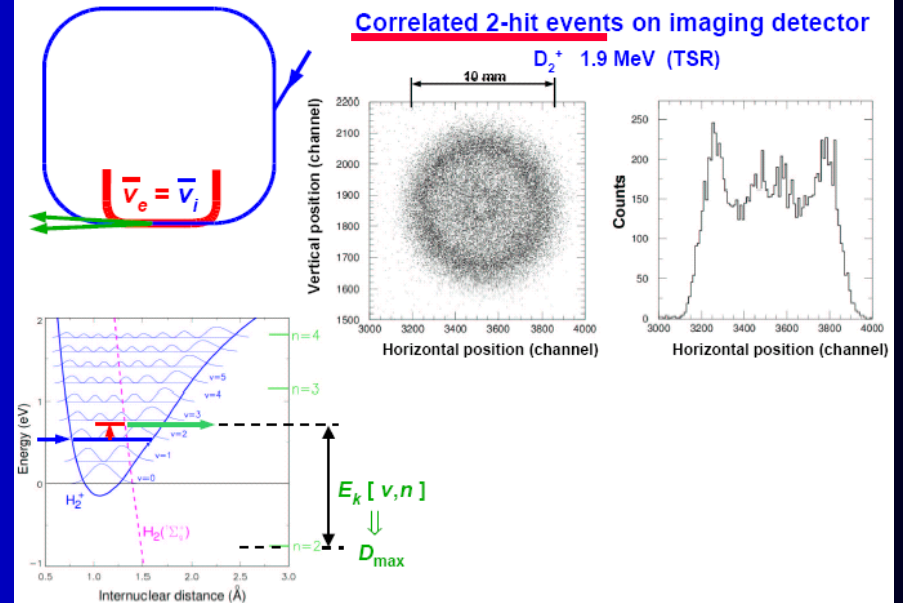 Correlated 2-hit events on imaging detector
D₂⁺ 1.9 MeV (TSR)
v̄ₑ = v̄ᵢ
10 mm
Vertical position (channel)
2200
2100
2000
1900
1800
1700
1600
1500
3000 3200 3400 3600 3800 4000
Horizontal position (channel)
Counts
250
200
150
100
50
0
3000 3200 3400 3600 3800 4000
Horizontal position (channel)
Energy (eV)
2
1
0
−1
n=4
n=3
n=2
v=5
v=4
v=3
v=2
v=1
v=0
H₂⁺
H₂(
0.5 1.0 1.5 2.0 2.5 3.0
Internuclear distance (Å)
Eₖ [ v,n ]
⇓
Dmax